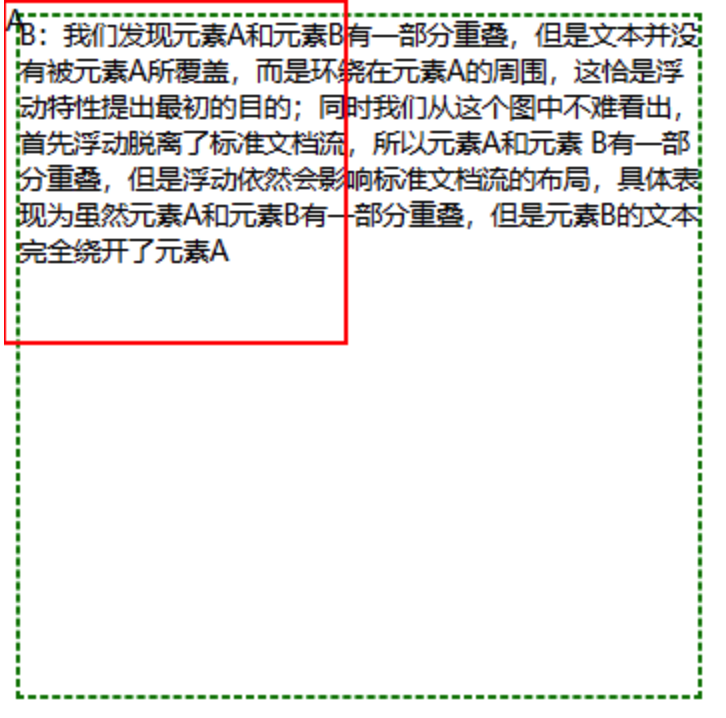 A
B：我们发现元素A和元素B有一部分重叠，但是文本并没
有被元素A所覆盖，而是环绕在元素A的周围，这恰是浮
动特性提出最初的目的；同时我们从这个图中不难看出，
首先浮动脱离了标准文档流，所以元素A和元素 B有一部
分重叠，但是浮动依然会影响标准文档流的布局，具体表
现为虽然元素A和元素B有一部分重叠，但是元素B的文本
完全绕开了元素A